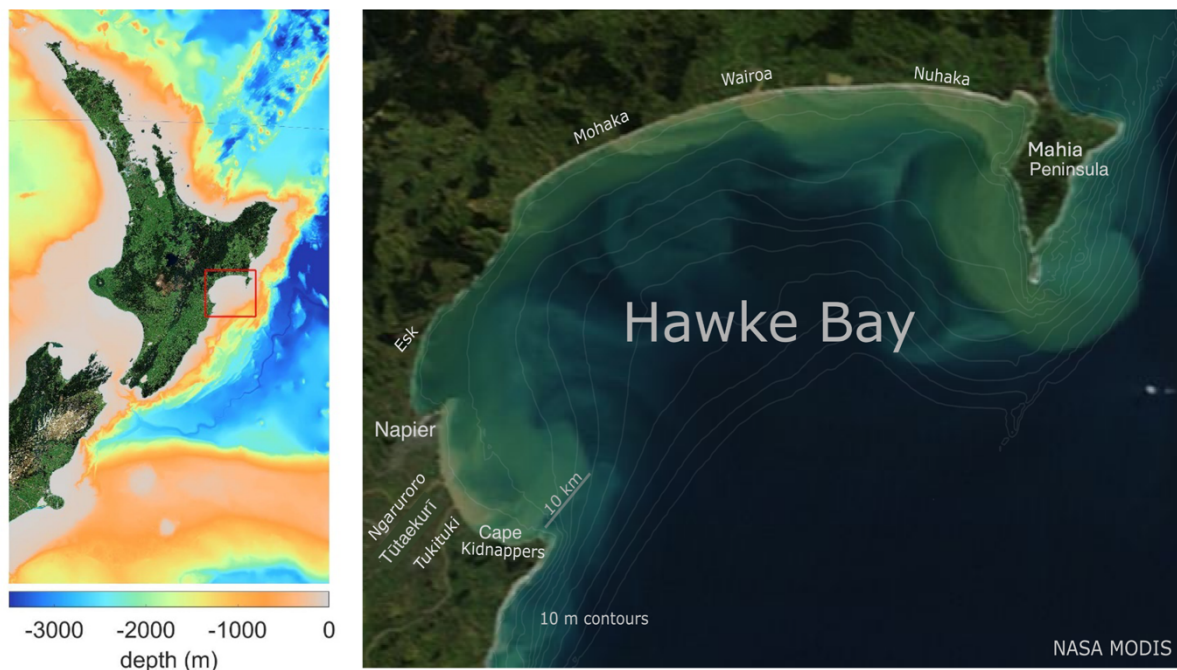 -3000 -2000 -1000 0
depth (m)
Wairoa
Nuhaka
Mohaka
Mahia
Peninsula
Hawke Bay
Esk
Napier
10 km
Ngaruroro
Tūtaekurī
Tukituki
Cape
Kidnappers
10 m contours
NASA MODIS